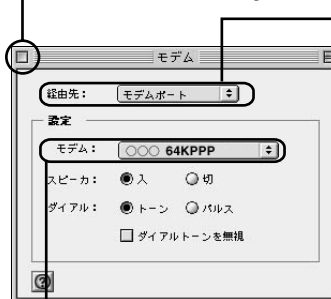 モデム
経由先： モデムポート
設定
モデム： ○○○ 64KPPP
スピーカ： 入 切
ダイアル： トーン パルス
ダイアルトーンを無視
?